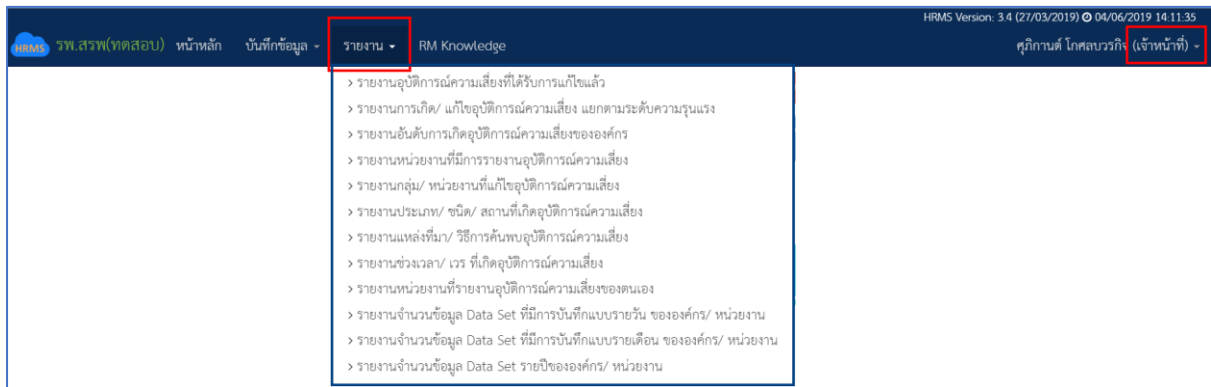 HRMS Version: 3.4 (27/03/2019) 04/06/2019 14:11:35
HRMS รพ.สรพ(ทดสอบ) หน้าหลัก บันทึกข้อมูล รายงาน RM Knowledge ศุภิกานต์ โกศลบวรกิจ (เจ้าหน้าที่)
> รายงานอุบัติการณ์ความเสี่ยงที่ได้รับการแก้ไขแล้ว
> รายงานการเกิด/ แก้ไขอุบัติการณ์ความเสี่ยง แยกตามระดับความรุนแรง
> รายงานอันดับการเกิดอุบัติการณ์ความเสี่ยงขององค์กร
> รายงานหน่วยงานที่มีการรายงานอุบัติการณ์ความเสี่ยง
> รายงานกลุ่ม/ หน่วยงานที่แก้ไขอุบัติการณ์ความเสี่ยง
> รายงานประเภท/ ชนิด/ สถานที่เกิดอุบัติการณ์ความเสี่ยง
> รายงานแหล่งที่มา/ วิธีการค้นพบอุบัติการณ์ความเสี่ยง
> รายงานช่วงเวลา/ เวร ที่เกิดอุบัติการณ์ความเสี่ยง
> รายงานหน่วยงานที่รายงานอุบัติการณ์ความเสี่ยงของตนเอง
> รายงานจำนวนข้อมูล Data Set ที่มีการบันทึกแบบรายวัน ขององค์กร/ หน่วยงาน
> รายงานจำนวนข้อมูล Data Set ที่มีการบันทึกแบบรายเดือน ขององค์กร/ หน่วยงาน
> รายงานจำนวนข้อมูล Data Set รายปีขององค์กร/ หน่วยงาน